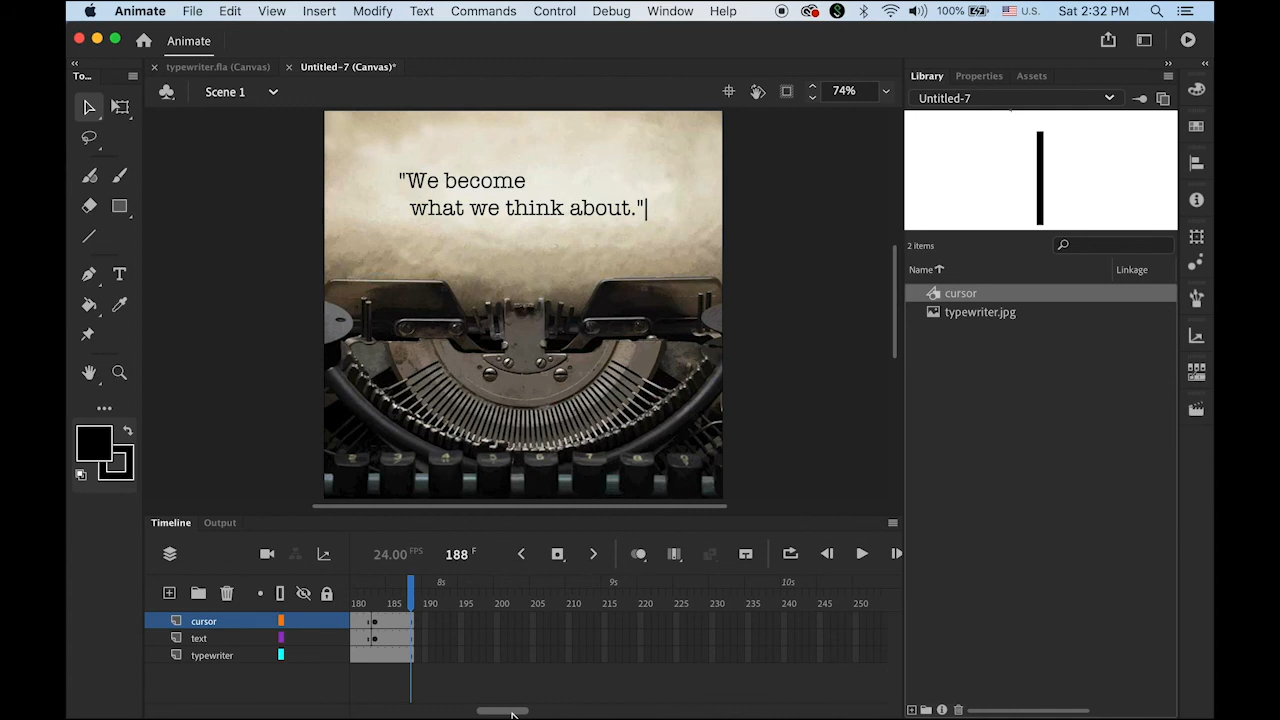 Animate File Edit View Insert Modify Text Commands Control Debug Window Help 100% U.S. Sat 2:32 PM
Animate
To... typewriter.fla (Canvas) Untitled-7 (Canvas)* Library Properties Assets
Scene 1 74% Untitled-7
"We become
what we think about."
2 items
Name Linkage
cursor
typewriter.jpg
Timeline Output
24.00 FPS 188 F
8s 9s 10s
180 185 190 195 200 205 210 215 220 225 230 235 240 245 250
cursor
text
typewriter